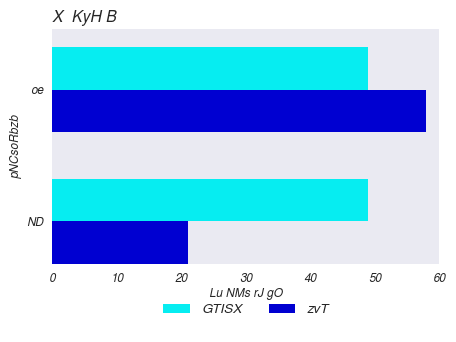 X  KyH B
pNCsoRbzb
oe
ND
0 10 20 30 40 50 60
Lu NMs rJ gO
GTISX zvT